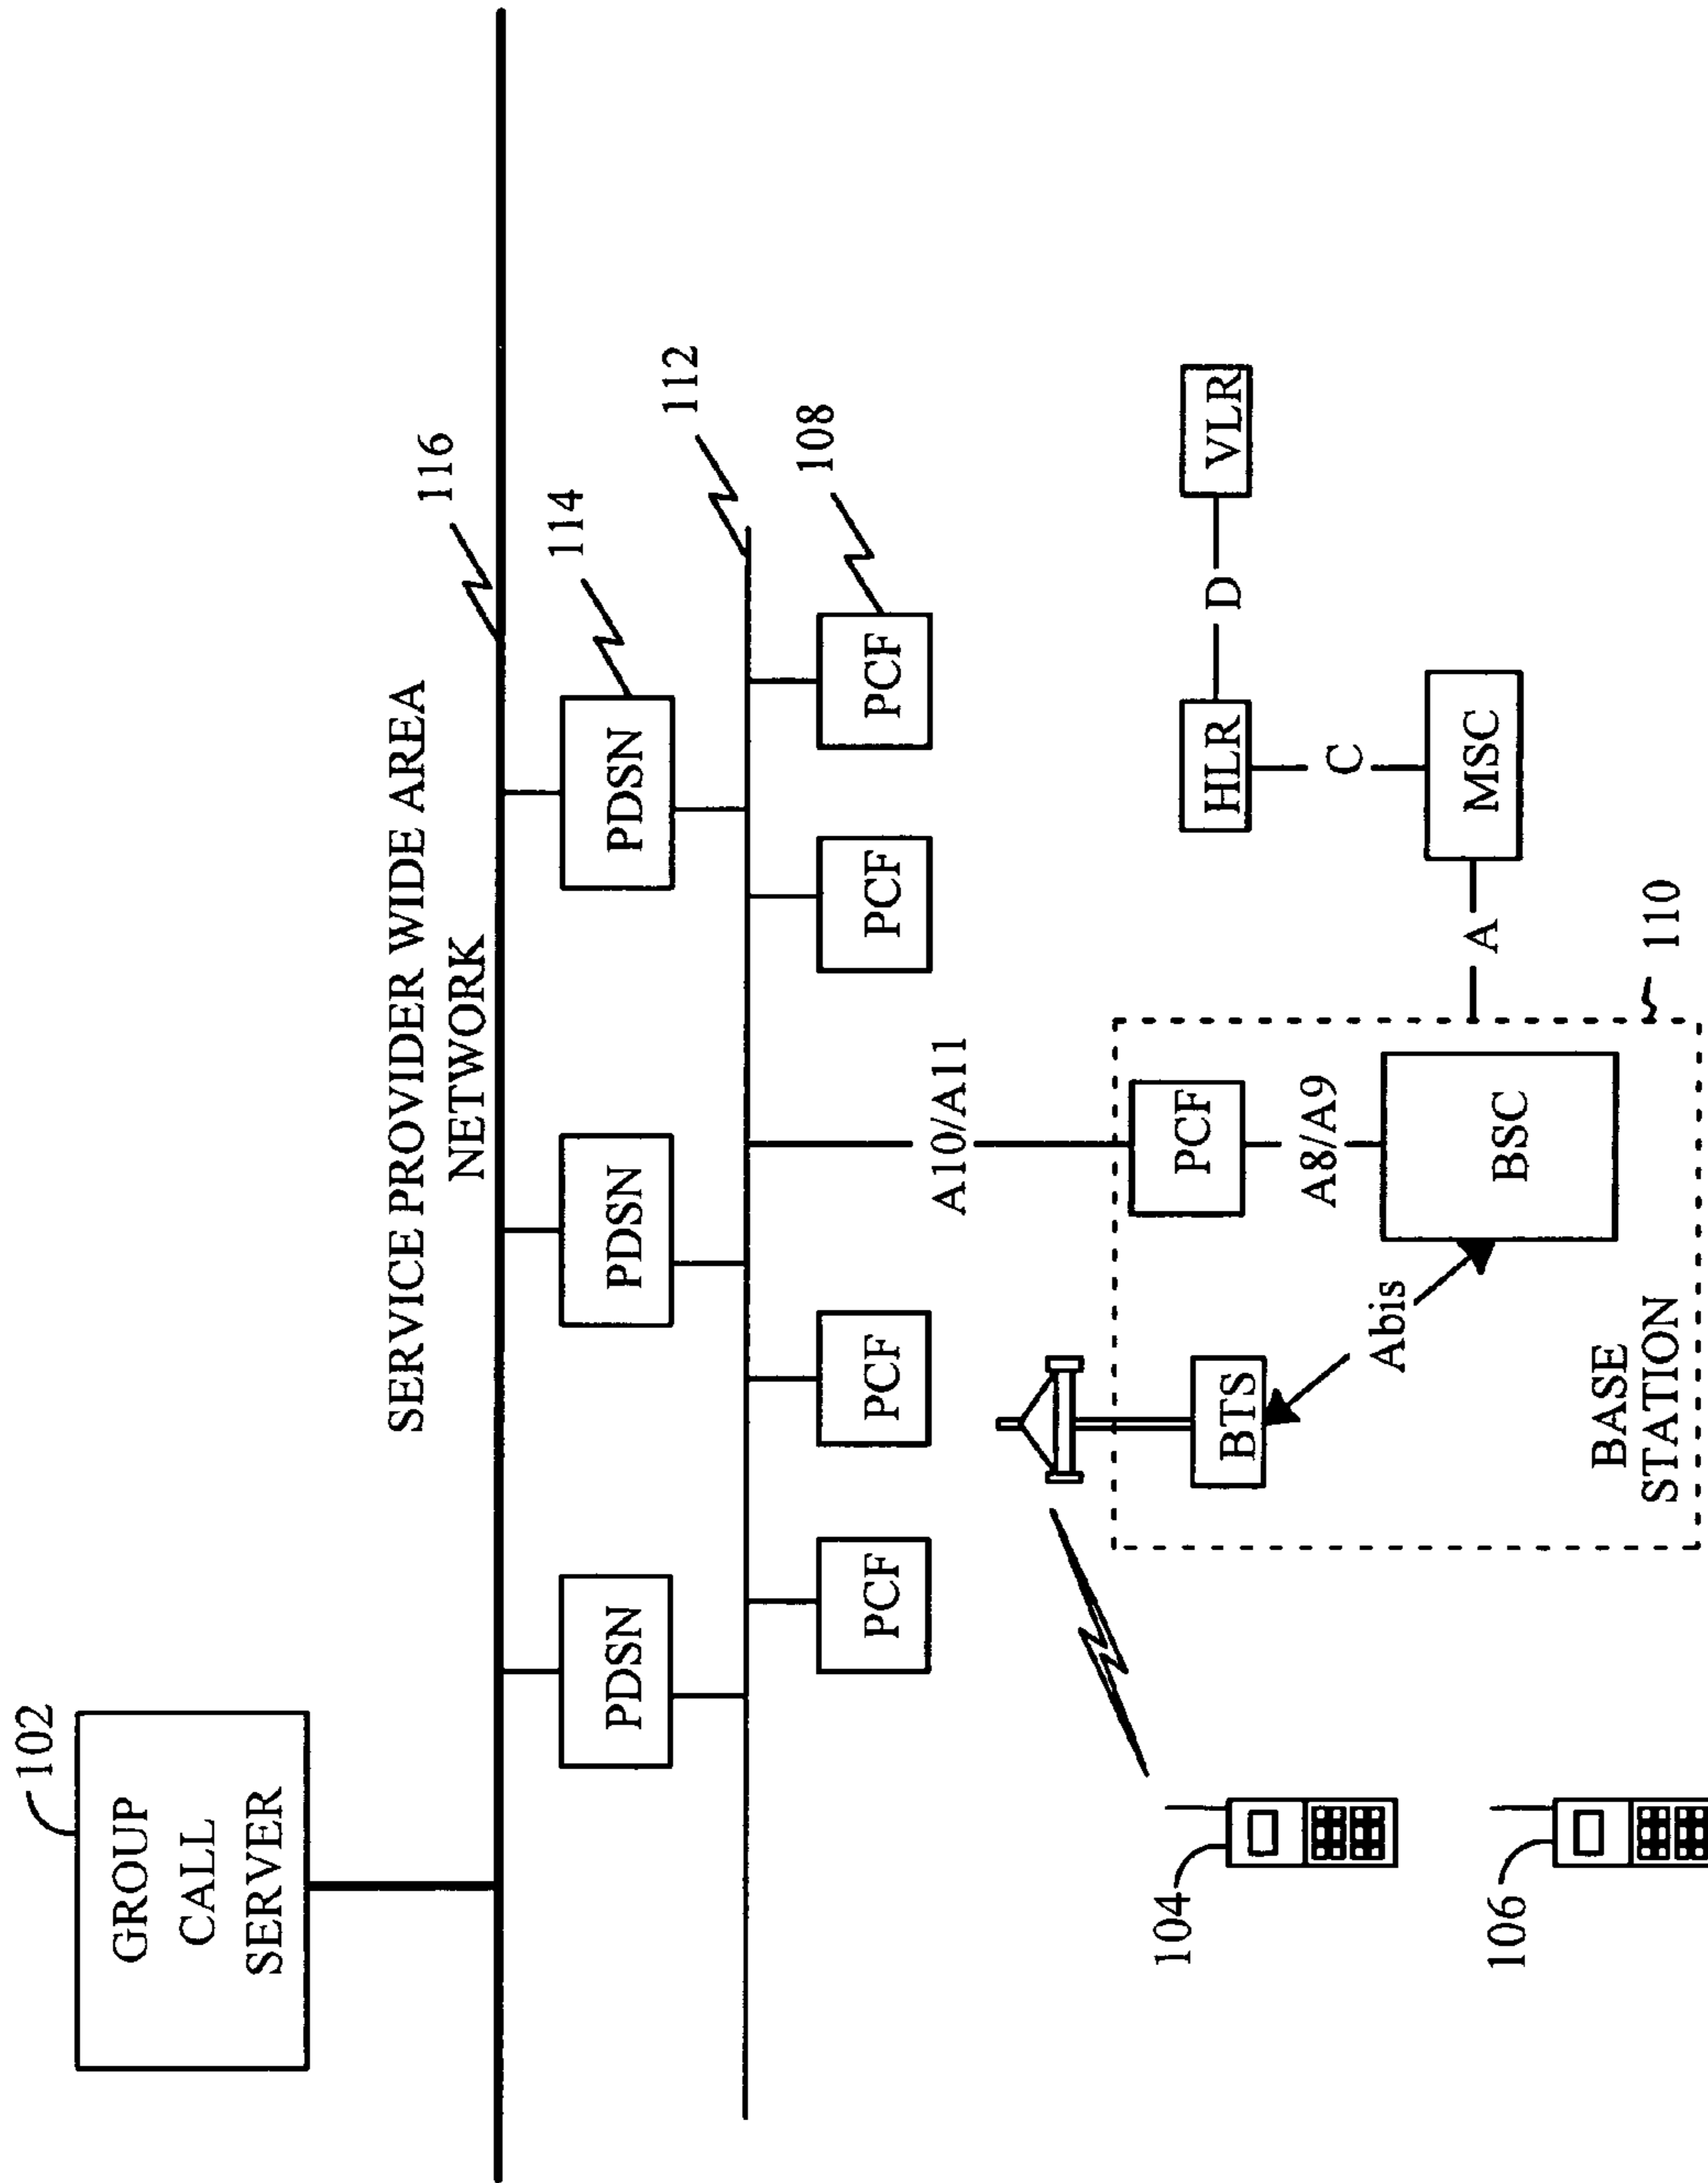 102
GROUP
CALL
SERVER
SERVICE PROVIDER WIDE AREA
NETWORK
116
PDSN
PDSN
PDSN
114
112
PCF
PCF
PCF
PCF
108
A10/A11
104
106
BTS
Abis
PCF
A8/A9
BSC
BASE
STATION
110
A
MSC
C
HLR
D
VLR